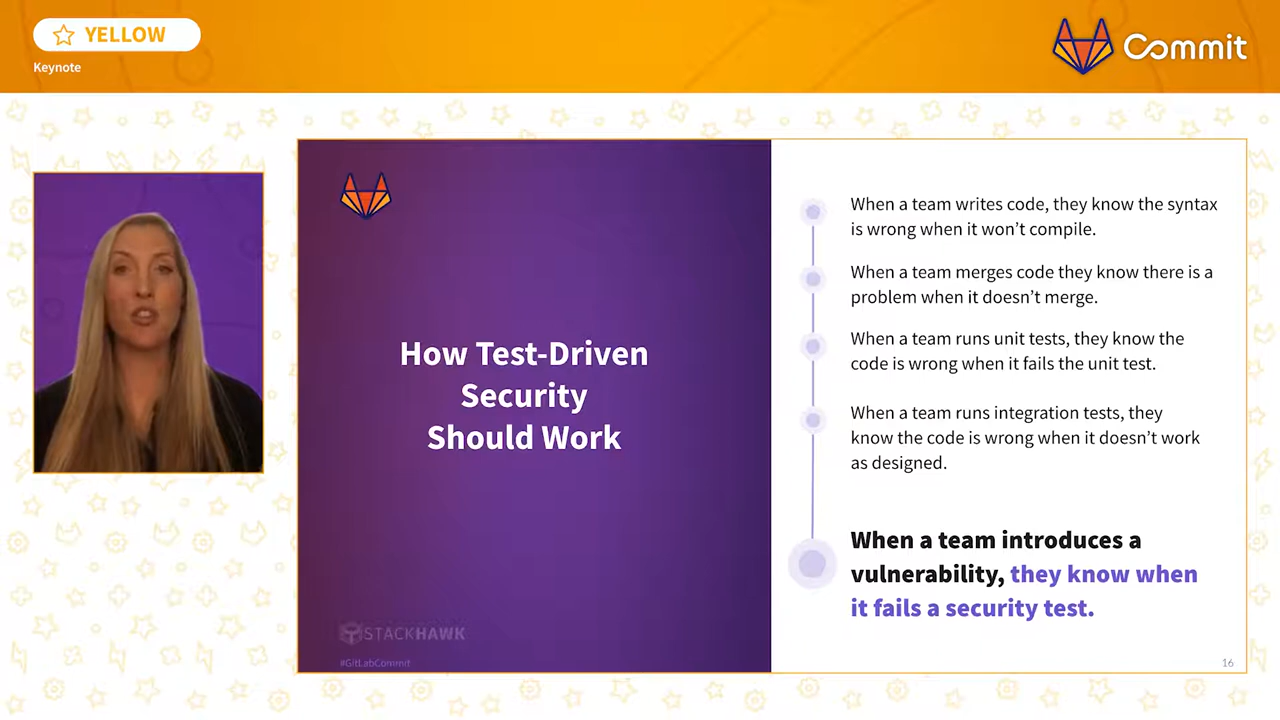 YELLOW
Keynote
Commit
How Test-Driven
Security
Should Work
STACKHAWK
#GitLabCommit
When a team writes code, they know the syntax
is wrong when it won’t compile.
When a team merges code they know there is a
problem when it doesn’t merge.
When a team runs unit tests, they know the
code is wrong when it fails the unit test.
When a team runs integration tests, they
know the code is wrong when it doesn’t work
as designed.
When a team introduces a
vulnerability, they know when
it fails a security test.
16